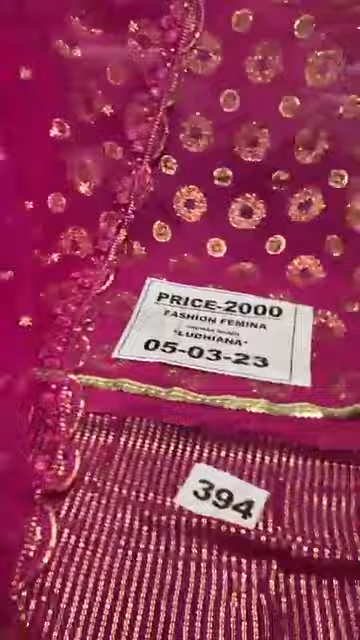 PRICE-2000
FASHION FEMINA
"LUDHIANA"
05-03-23
394